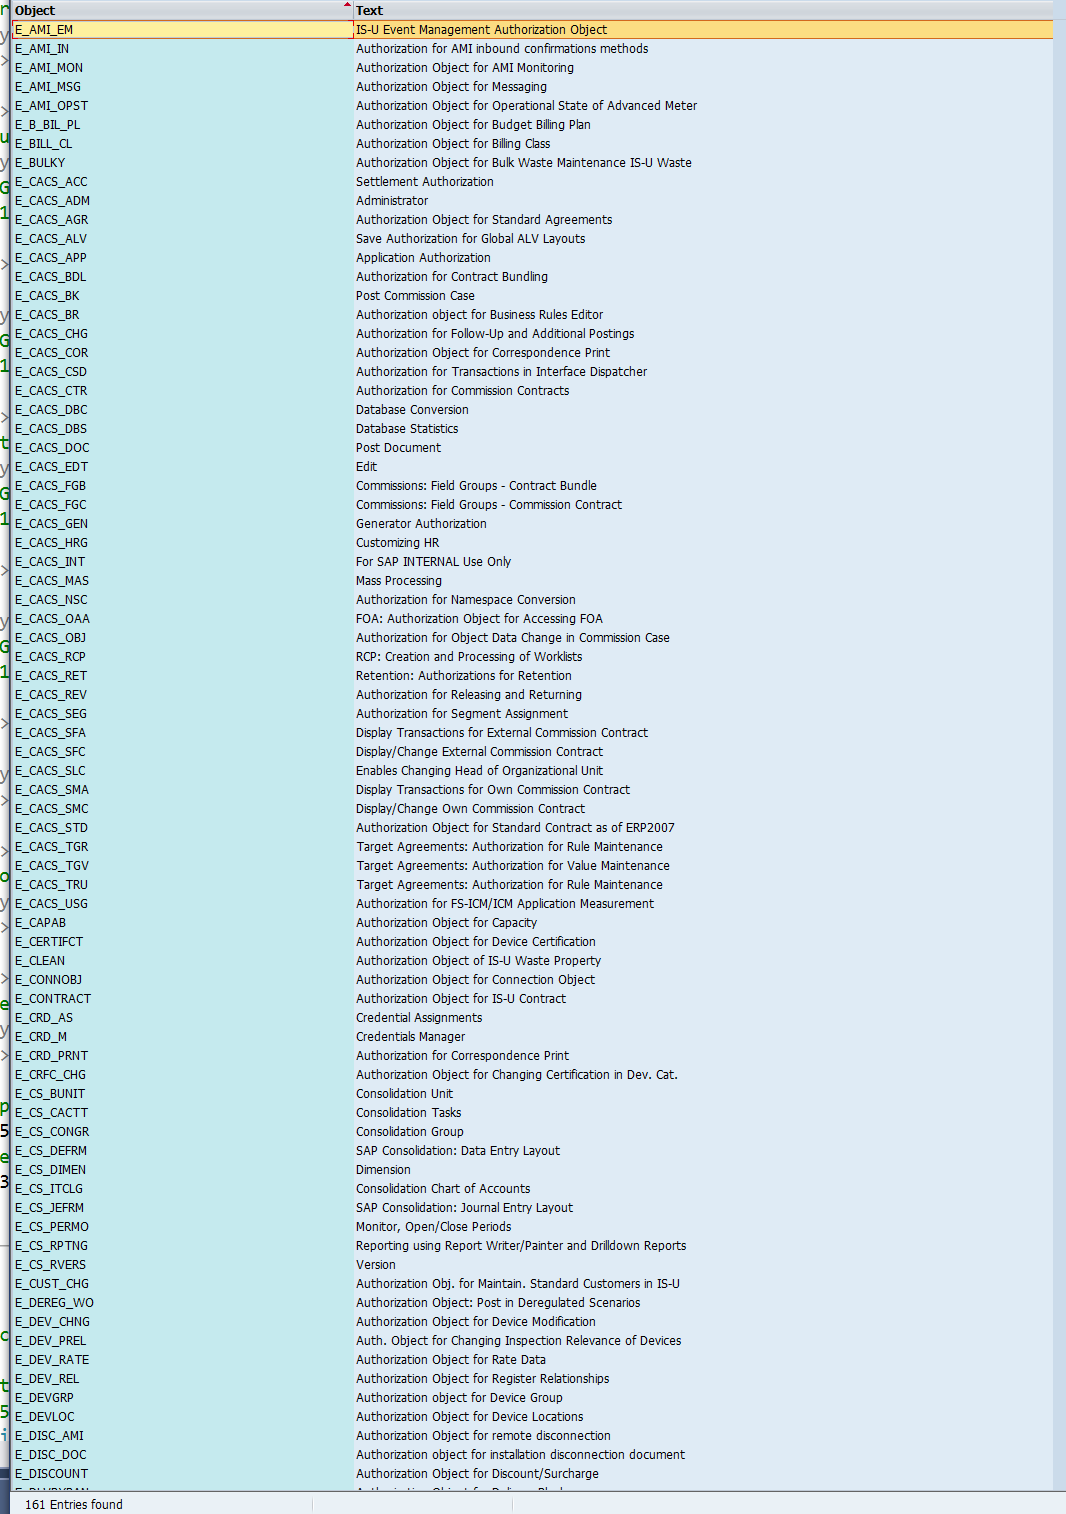 Object Text
E_AMI_EM IS-U Event Management Authorization Object
E_AMI_IN Authorization for AMI inbound confirmations methods
E_AMI_MON Authorization Object for AMI Monitoring
E_AMI_MSG Authorization Object for Messaging
E_AMI_OPST Authorization Object for Operational State of Advanced Meter
E_B_BIL_PL Authorization Object for Budget Billing Plan
E_BILL_CL Authorization Object for Billing Class
E_BULKY Authorization Object for Bulk Waste Maintenance IS-U Waste
E_CACS_ACC Settlement Authorization
E_CACS_ADM Administrator
E_CACS_AGR Authorization Object for Standard Agreements
E_CACS_ALV Save Authorization for Global ALV Layouts
E_CACS_APP Application Authorization
E_CACS_BDL Authorization for Contract Bundling
E_CACS_BK Post Commission Case
E_CACS_BR Authorization object for Business Rules Editor
E_CACS_CHG Authorization for Follow-Up and Additional Postings
E_CACS_COR Authorization Object for Correspondence Print
E_CACS_CSD Authorization for Transactions in Interface Dispatcher
E_CACS_CTR Authorization for Commission Contracts
E_CACS_DBC Database Conversion
E_CACS_DBS Database Statistics
E_CACS_DOC Post Document
E_CACS_EDT Edit
E_CACS_FGB Commissions: Field Groups - Contract Bundle
E_CACS_FGC Commissions: Field Groups - Commission Contract
E_CACS_GEN Generator Authorization
E_CACS_HRG Customizing HR
E_CACS_INT For SAP INTERNAL Use Only
E_CACS_MAS Mass Processing
E_CACS_NSC Authorization for Namespace Conversion
E_CACS_OAA FOA: Authorization Object for Accessing FOA
E_CACS_OBJ Authorization for Object Data Change in Commission Case
E_CACS_RCP RCP: Creation and Processing of Worklists
E_CACS_RET Retention: Authorizations for Retention
E_CACS_REV Authorization for Releasing and Returning
E_CACS_SEG Authorization for Segment Assignment
E_CACS_SFA Display Transactions for External Commission Contract
E_CACS_SFC Display/Change External Commission Contract
E_CACS_SLC Enables Changing Head of Organizational Unit
E_CACS_SMA Display Transactions for Own Commission Contract
E_CACS_SMC Display/Change Own Commission Contract
E_CACS_STD Authorization Object for Standard Contract as of ERP2007
E_CACS_TGR Target Agreements: Authorization for Rule Maintenance
E_CACS_TGV Target Agreements: Authorization for Value Maintenance
E_CACS_TRU Target Agreements: Authorization for Rule Maintenance
E_CACS_USG Authorization for FS-ICM/ICM Application Measurement
E_CAPAB Authorization Object for Capacity
E_CERTIFCT Authorization Object for Device Certification
E_CLEAN Authorization Object of IS-U Waste Property
E_CONNOBJ Authorization Object for Connection Object
E_CONTRACT Authorization Object for IS-U Contract
E_CRD_AS Credential Assignments
E_CRD_M Credentials Manager
E_CRD_PRNT Authorization for Correspondence Print
E_CRFC_CHG Authorization Object for Changing Certification in Dev. Cat.
E_CS_BUNIT Consolidation Unit
E_CS_CACTT Consolidation Tasks
E_CS_CONGR Consolidation Group
E_CS_DEFRM SAP Consolidation: Data Entry Layout
E_CS_DIMEN Dimension
E_CS_ITCLG Consolidation Chart of Accounts
E_CS_JEFRM SAP Consolidation: Journal Entry Layout
E_CS_PERMO Monitor, Open/Close Periods
E_CS_RPTNG Reporting using Report Writer/Painter and Drilldown Reports
E_CS_RVERS Version
E_CUST_CHG Authorization Obj. for Maintain. Standard Customers in IS-U
E_DEREG_WO Authorization Object: Post in Deregulated Scenarios
E_DEV_CHNG Authorization Object for Device Modification
E_DEV_PREL Auth. Object for Changing Inspection Relevance of Devices
E_DEV_RATE Authorization Object for Rate Data
E_DEV_REL Authorization Object for Register Relationships
E_DEVGRP Authorization object for Device Group
E_DEVLOC Authorization Object for Device Locations
E_DISC_AMI Authorization Object for remote disconnection
E_DISC_DOC Authorization object for installation disconnection document
E_DISCOUNT Authorization Object for Discount/Surcharge
161 Entries found